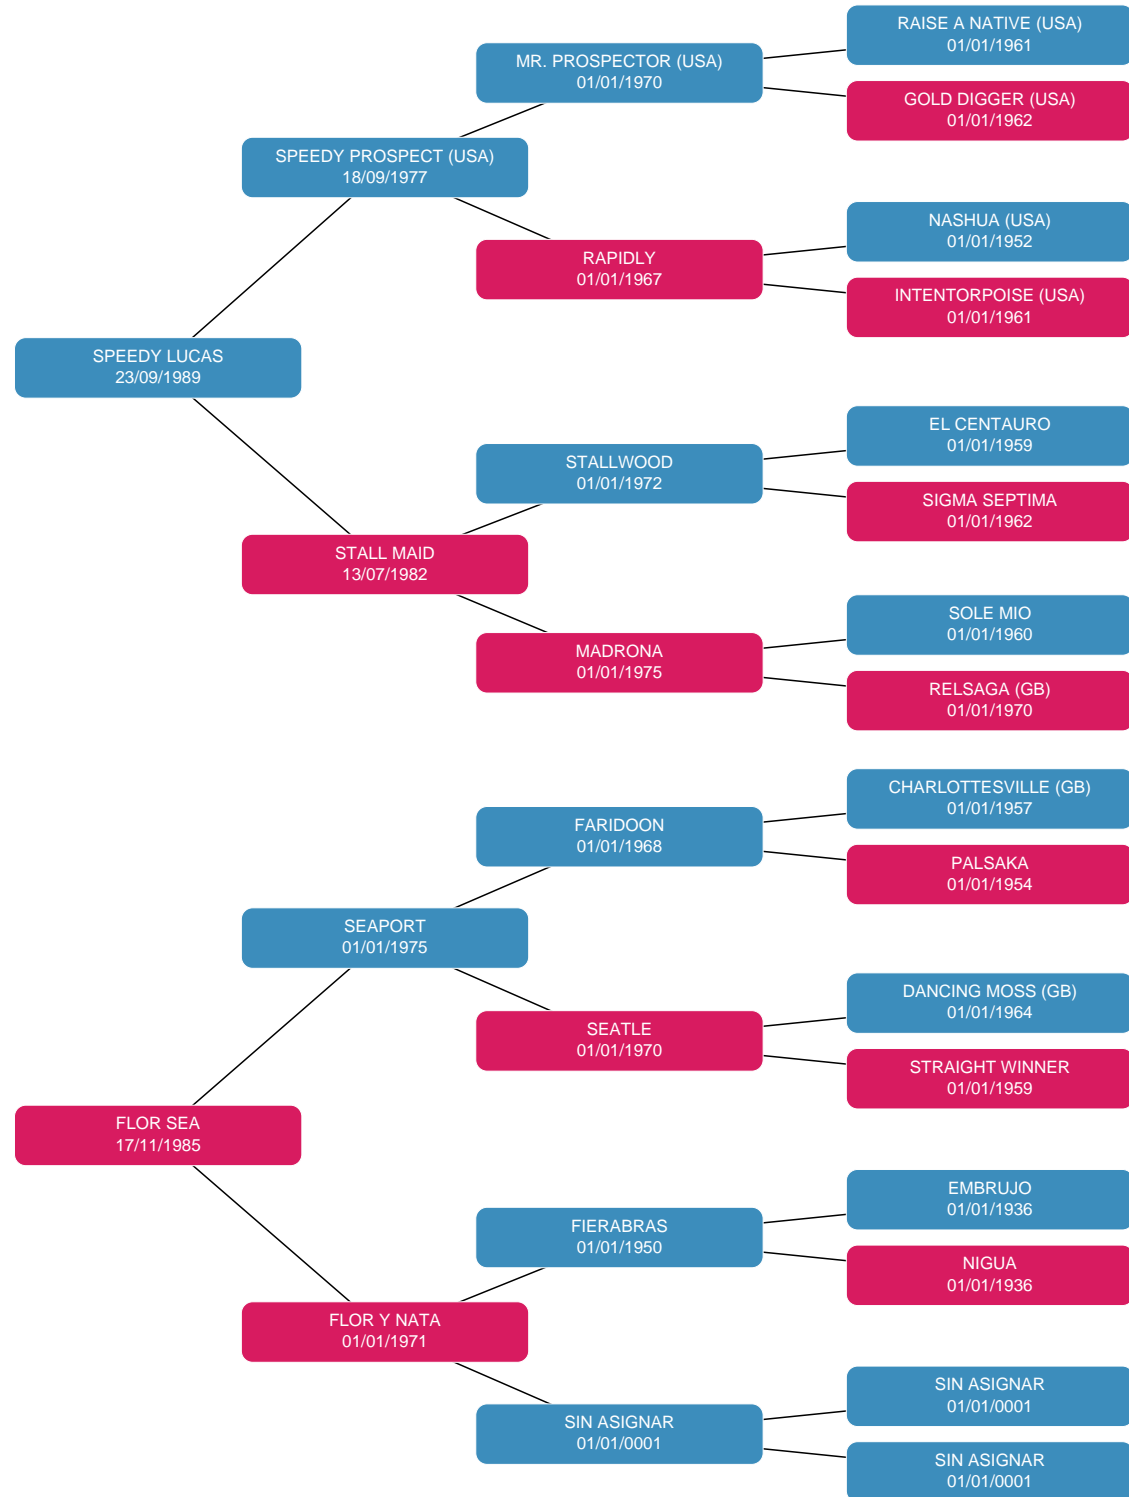 RAISE A NATIVE (USA)
01/01/1961
MR. PROSPECTOR (USA)
01/01/1970
GOLD DIGGER (USA)
01/01/1962
SPEEDY PROSPECT (USA)
18/09/1977
NASHUA (USA)
01/01/1952
RAPIDLY
01/01/1967
INTENTORPOISE (USA)
01/01/1961
SPEEDY LUCAS
23/09/1989
EL CENTAURO
01/01/1959
STALLWOOD
01/01/1972
SIGMA SEPTIMA
01/01/1962
STALL MAID
13/07/1982
SOLE MIO
01/01/1960
MADRONA
01/01/1975
RELSAGA (GB)
01/01/1970
CHARLOTTESVILLE (GB)
01/01/1957
FARIDOON
01/01/1968
PALSAKA
01/01/1954
SEAPORT
01/01/1975
DANCING MOSS (GB)
01/01/1964
SEATLE
01/01/1970
STRAIGHT WINNER
01/01/1959
FLOR SEA
17/11/1985
EMBRUJO
01/01/1936
FIERABRAS
01/01/1950
NIGUA
01/01/1936
FLOR Y NATA
01/01/1971
SIN ASIGNAR
01/01/0001
SIN ASIGNAR
01/01/0001
SIN ASIGNAR
01/01/0001